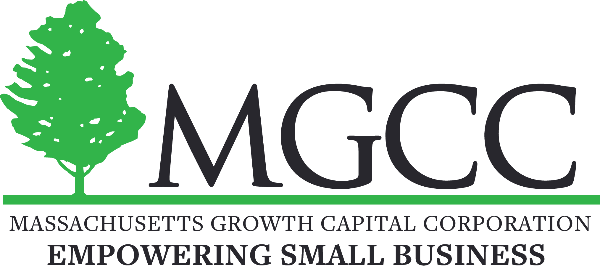 MGCC
MASSACHUSETTS GROWTH CAPITAL CORPORATION
EMPOWERING SMALL BUSINESS